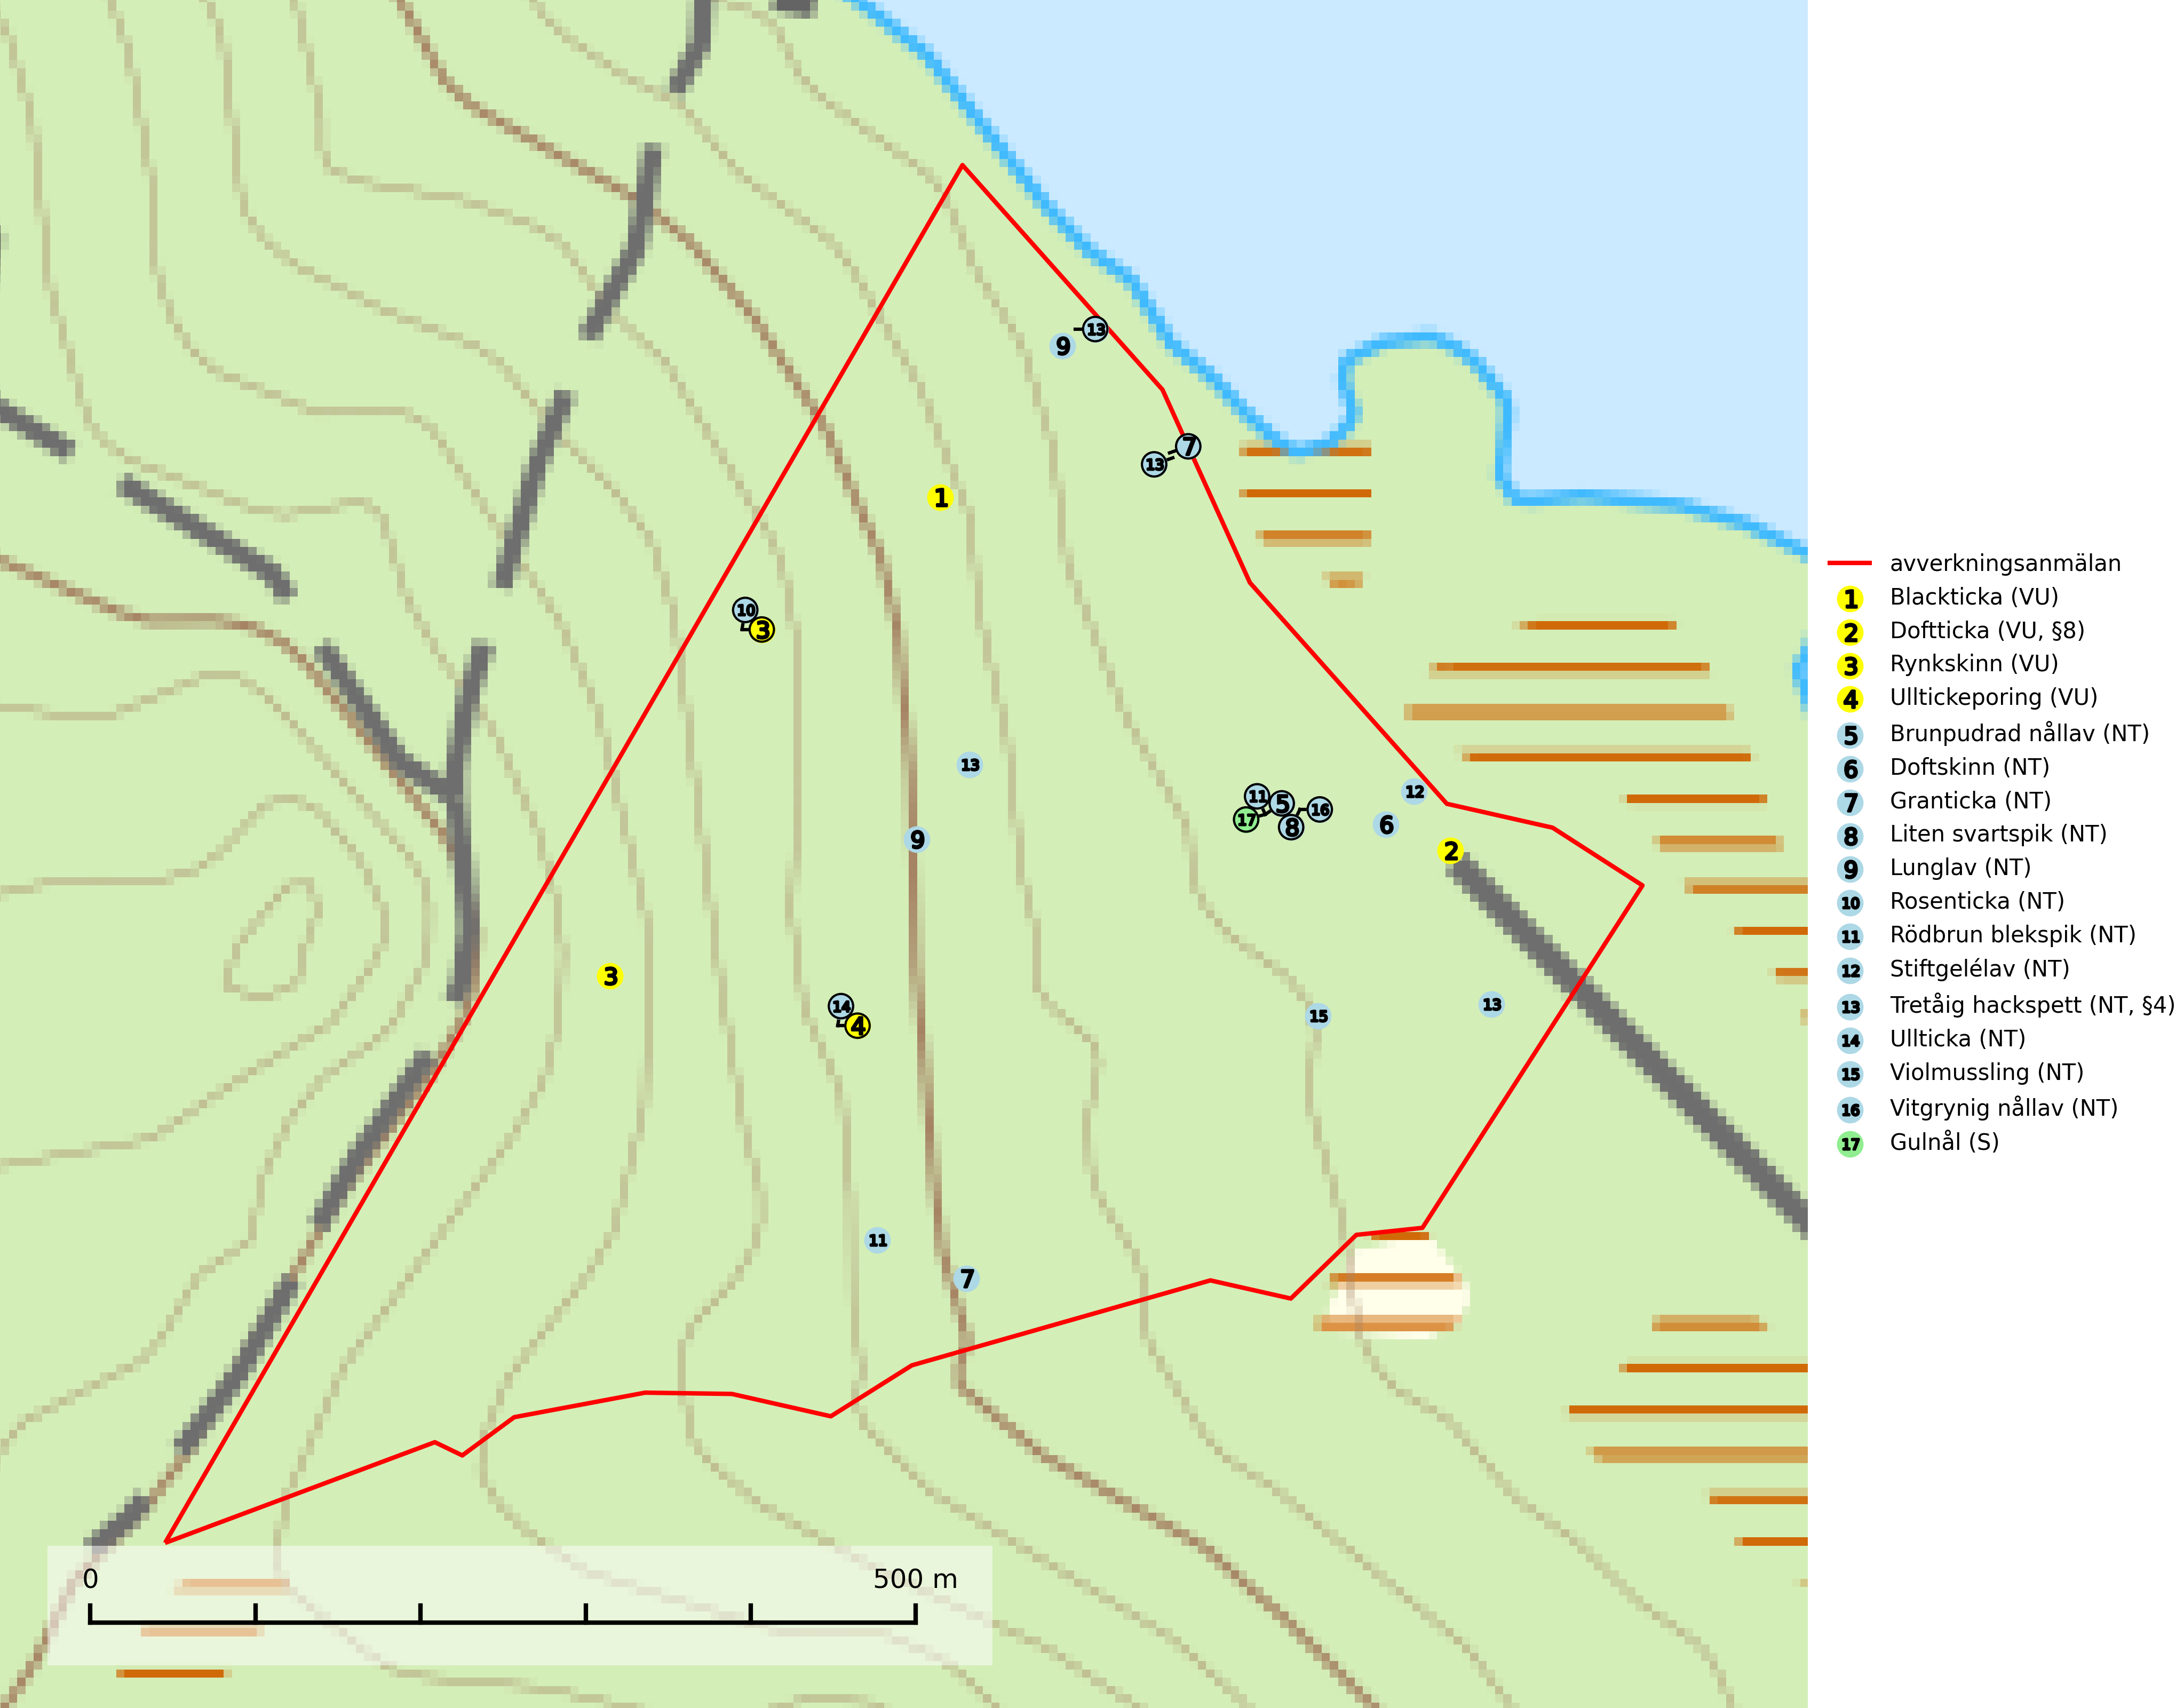 13
9
7
13
1
10
3
13
12
11
5
16
17
8
6
9
2
3
14
4
15
13
11
7
0 500 m
avverkningsanmälan
1 Blackticka (VU)
2 Doftticka (VU, §8)
3 Rynkskinn (VU)
4 Ulltickeporing (VU)
5 Brunpudrad nållav (NT)
6 Doftskinn (NT)
7 Granticka (NT)
8 Liten svartspik (NT)
9 Lunglav (NT)
10 Rosenticka (NT)
11 Rödbrun blekspik (NT)
12 Stiftgelélav (NT)
13 Tretåig hackspett (NT, §4)
14 Ullticka (NT)
15 Violmussling (NT)
16 Vitgrynig nållav (NT)
17 Gulnål (S)